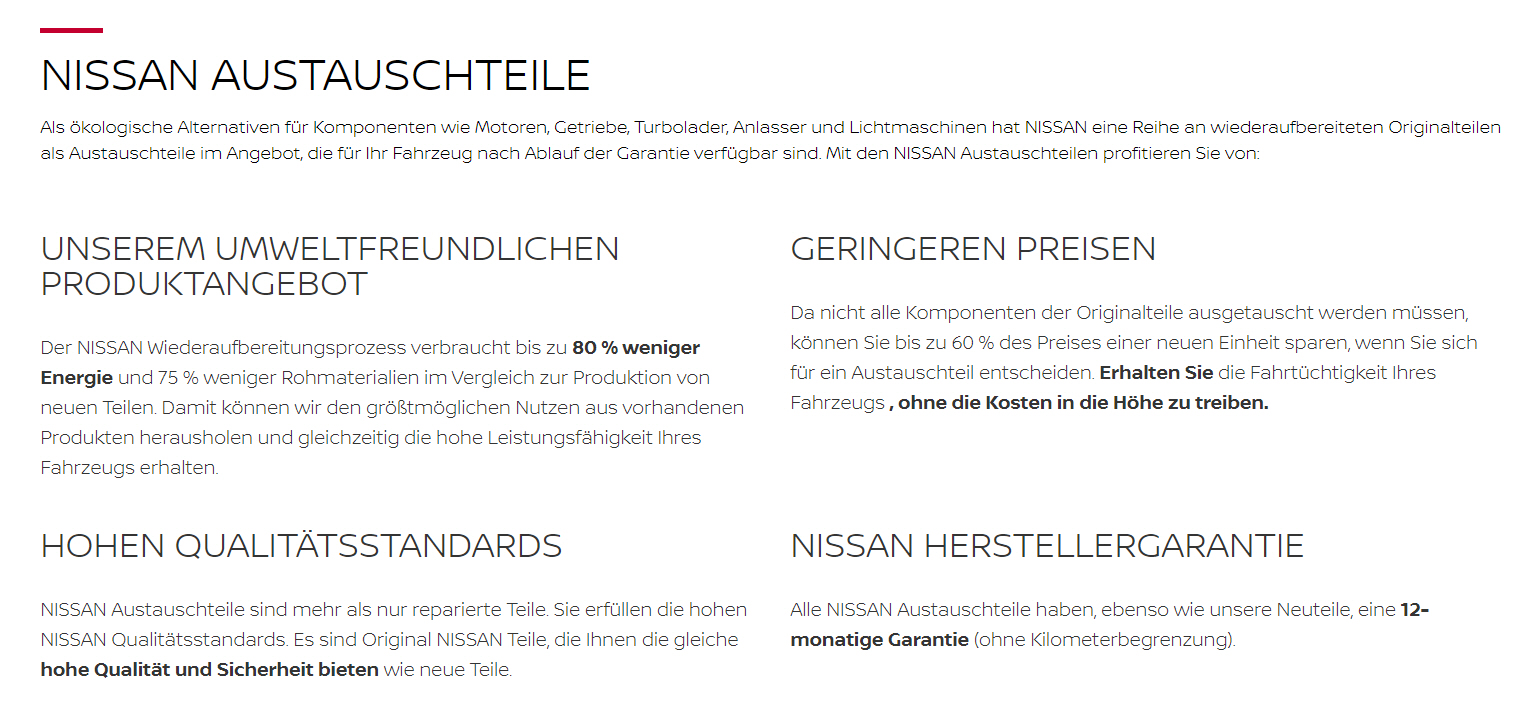 NISSAN AUSTAUSCHTEILE
Als ökologische Alternativen für Komponenten wie Motoren, Getriebe, Turbolader, Anlasser und Lichtmaschinen hat NISSAN eine Reihe an wiederaufbereiteten Originalteilen
als Austauschteile im Angebot, die für Ihr Fahrzeug nach Ablauf der Garantie verfügbar sind. Mit den NISSAN Austauschteilen profitieren Sie von:
UNSEREM UMWELTFREUNDLICHEN
PRODUKTANGEBOT
Der NISSAN Wiederaufbereitungsprozess verbraucht bis zu 80 % weniger
Energie und 75 % weniger Rohmaterialien im Vergleich zur Produktion von
neuen Teilen. Damit können wir den größtmöglichen Nutzen aus vorhandenen
Produkten herausholen und gleichzeitig die hohe Leistungsfähigkeit Ihres
Fahrzeugs erhalten.
GERINGEREN PREISEN
Da nicht alle Komponenten der Originalteile ausgetauscht werden müssen,
können Sie bis zu 60 % des Preises einer neuen Einheit sparen, wenn Sie sich
für ein Austauschteil entscheiden. Erhalten Sie die Fahrtüchtigkeit Ihres
Fahrzeugs , ohne die Kosten in die Höhe zu treiben.
HOHEN QUALITÄTSSTANDARDS
NISSAN Austauschteile sind mehr als nur reparierte Teile. Sie erfüllen die hohen
NISSAN Qualitätsstandards. Es sind Original NISSAN Teile, die Ihnen die gleiche
hohe Qualität und Sicherheit bieten wie neue Teile.
NISSAN HERSTELLERGARANTIE
Alle NISSAN Austauschteile haben, ebenso wie unsere Neuteile, eine 12-
monatige Garantie (ohne Kilometerbegrenzung).